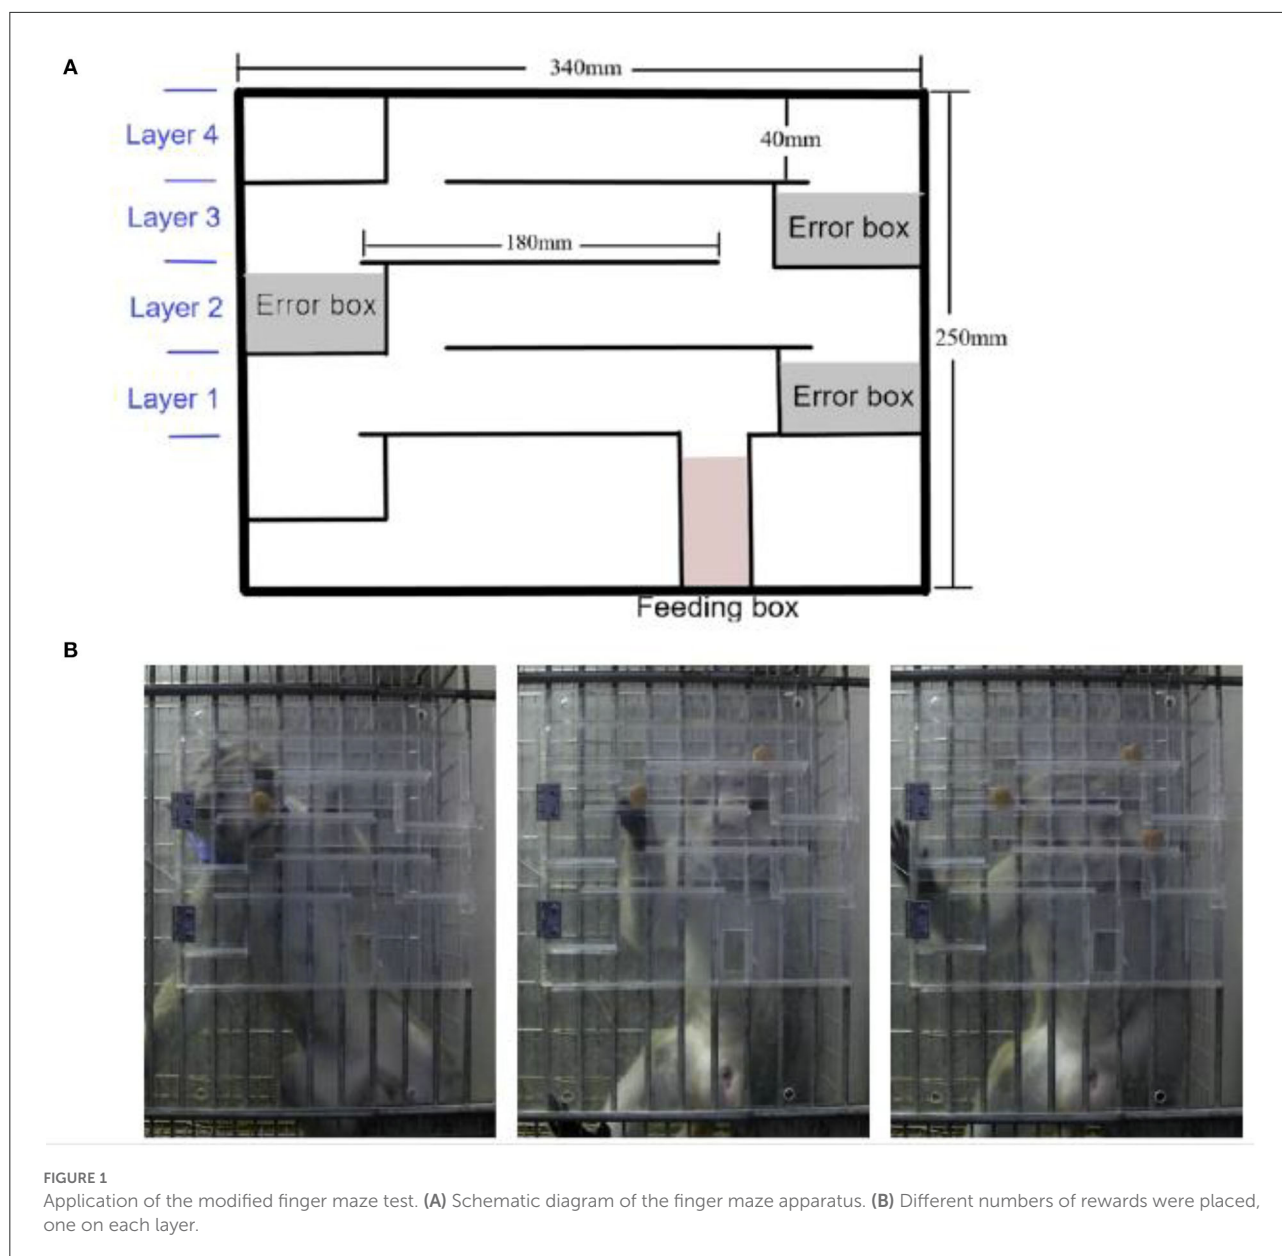 A
340mm
Layer 4
40mm
Layer 3
Error box
180mm
Layer 2
Error box
250mm
Layer 1
Error box
Feeding box
B
FIGURE 1
Application of the modified finger maze test. (A) Schematic diagram of the finger maze apparatus. (B) Different numbers of rewards were placed,
one on each layer.